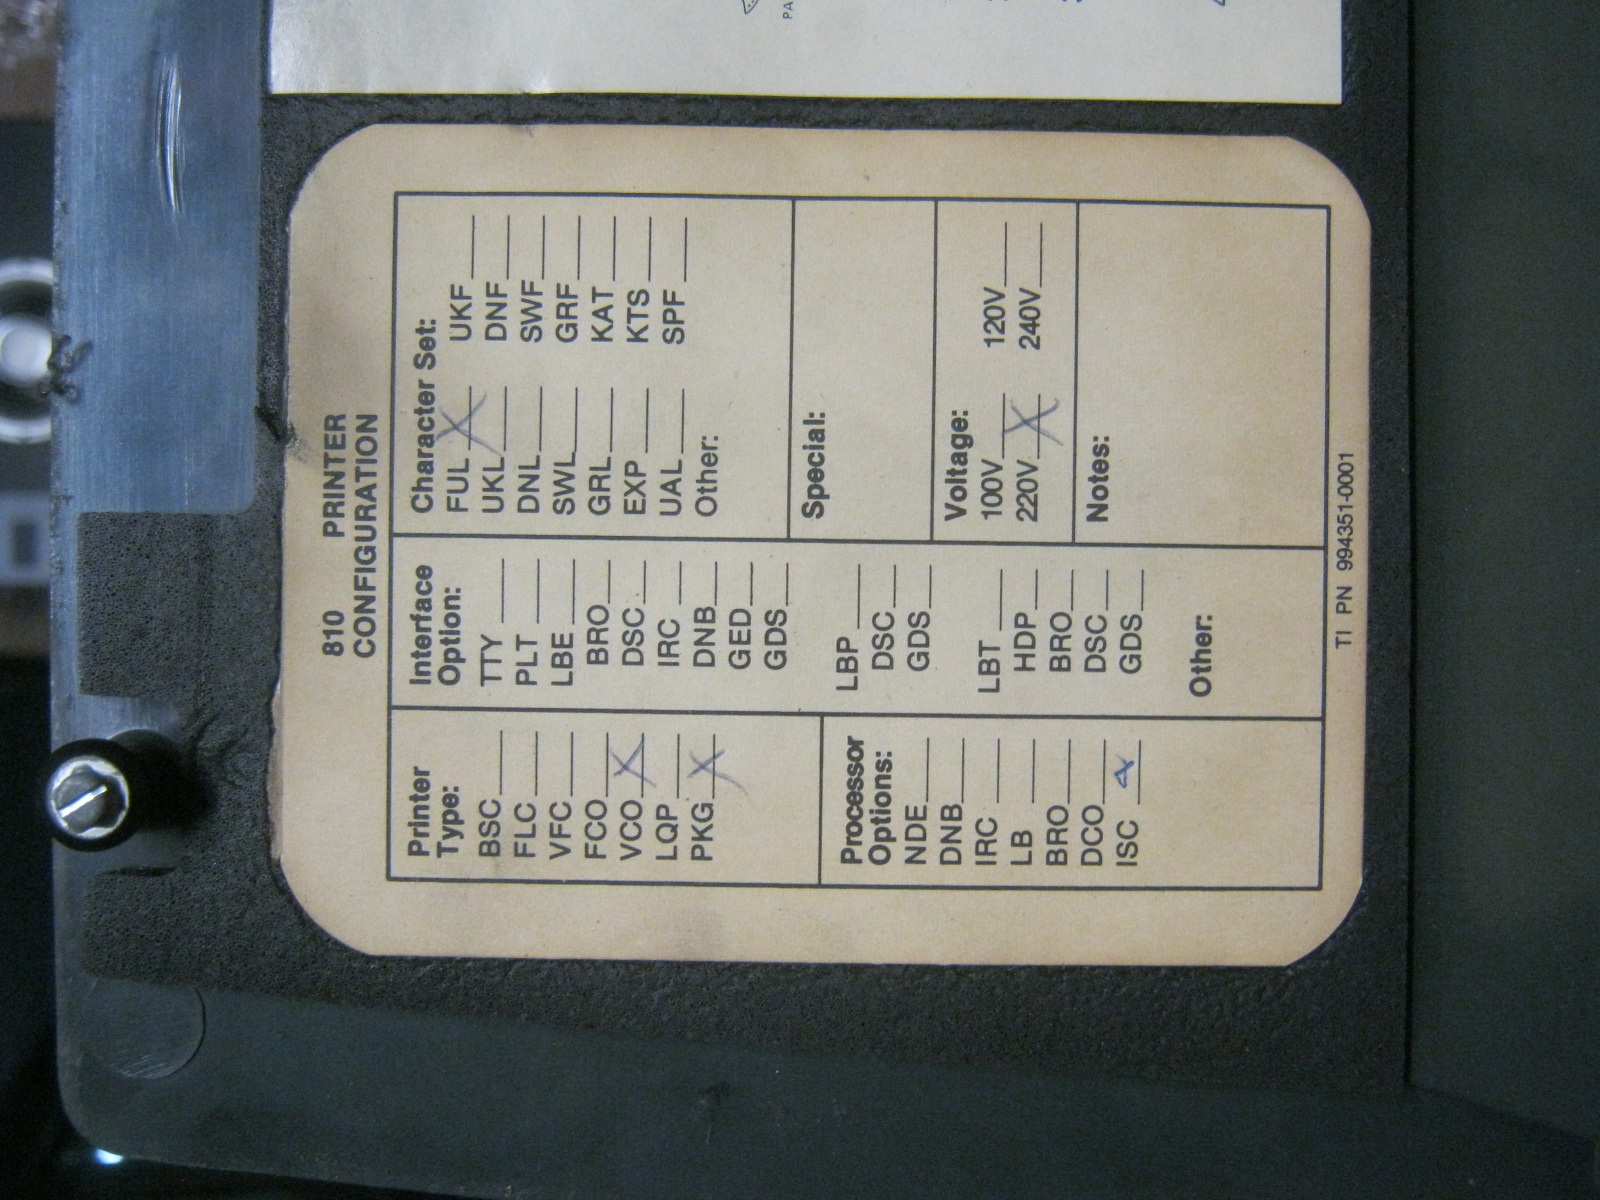 PA
810 PRINTER
CONFIGURATION
Printer
Type:
BSC
FLC
VFC
FCO
VCO X
LQP
PKG X
Processor
Options:
NDE
DNB
IRC
LB
BRO
DCO
ISC
Interface
Option:
TTY
PLT
LBE
BRO
DSC
IRC
DNB
GED
GDS
LBP
DSC
GDS
LBT
HDP
BRO
DSC
GDS
Other:
Character Set:
FUL X UKF
UKL DNF
DNL SWF
SWL GRF
GRL KAT
EXP KTS
UAL SPF
Other:
Special:
Voltage:
100V 120V
220V X 240V
Notes:
TI PN 994351-0001